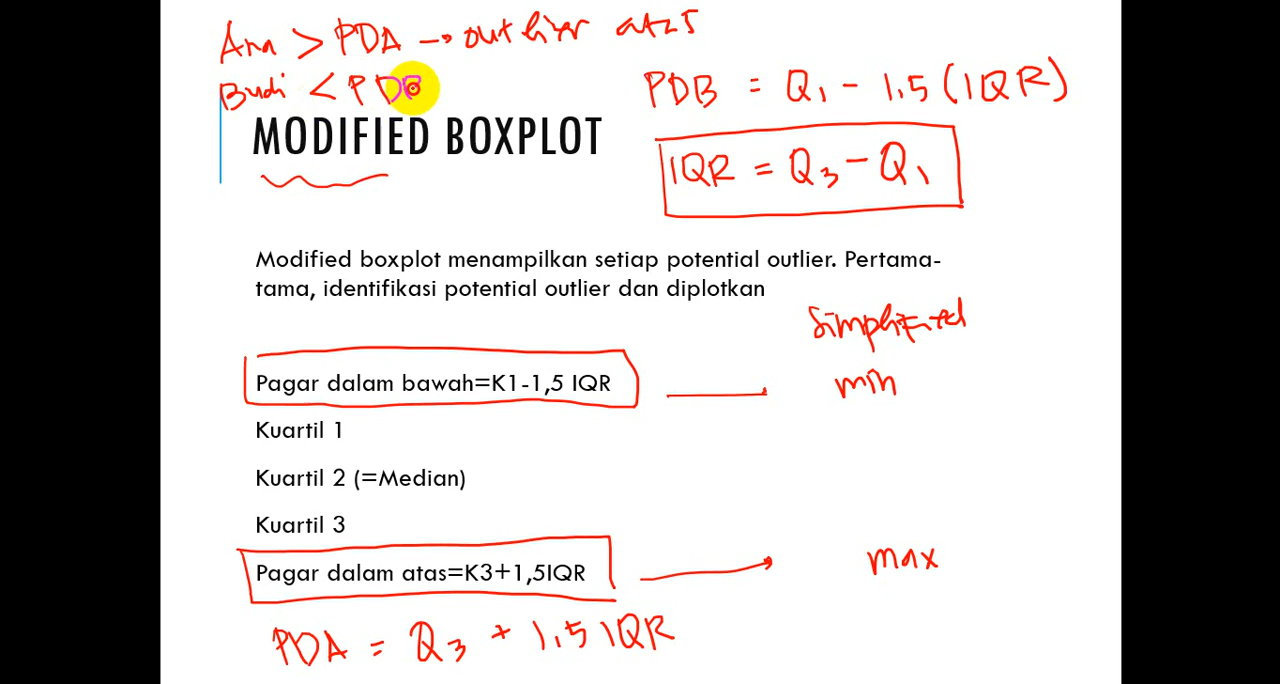 Ana > PDA → outlier atas
Budi < PDB
PDB = Q1 - 1.5 (IQR)
MODIFIED BOXPLOT
IQR = Q3 - Q1
Modified boxplot menampilkan setiap potential outlier. Pertama-
tama, identifikasi potential outlier dan diplotkan
simplified
Pagar dalam bawah=K1-1,5 IQR
min
Kuartil 1
Kuartil 2 (=Median)
Kuartil 3
Pagar dalam atas=K3+1,5IQR
max
PDA = Q3 + 1.5 IQR